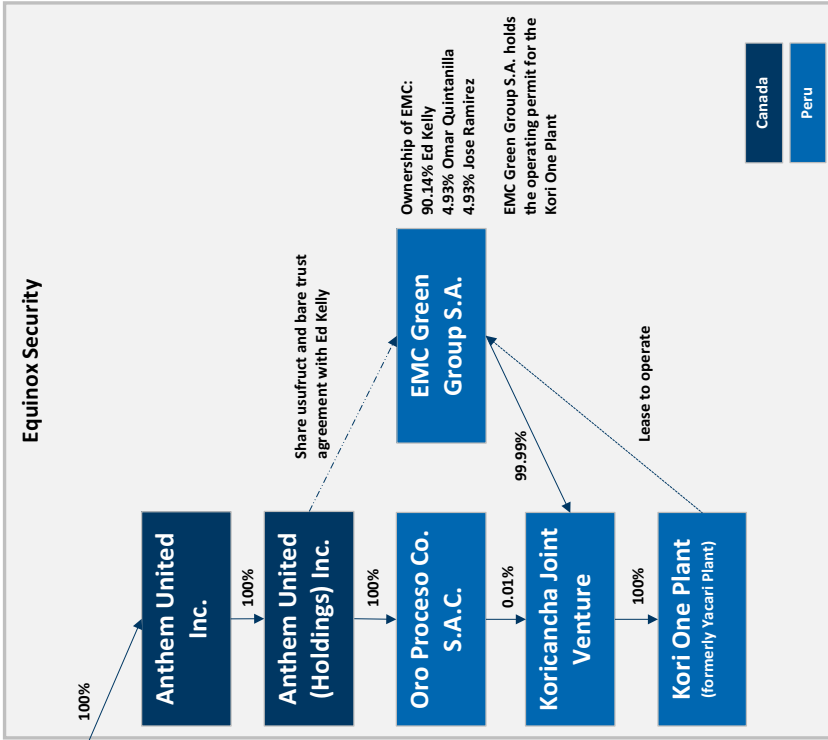 Equinox Security
100%
Anthem United
Inc.
100%
Anthem United
(Holdings) Inc.
Share usufruct and bare trust
agreement with Ed Kelly
100%
Oro Proceso Co.
S.A.C.
EMC Green
Group S.A.
Ownership of EMC:
90.14% Ed Kelly
4.93% Omar Quintanilla
4.93% Jose Ramirez
EMC Green Group S.A. holds
the operating permit for the
Kori One Plant
0.01%
99.99%
Koricancha Joint
Venture
100%
Lease to operate
Kori One Plant
(formerly Yacari Plant)
Canada
Peru